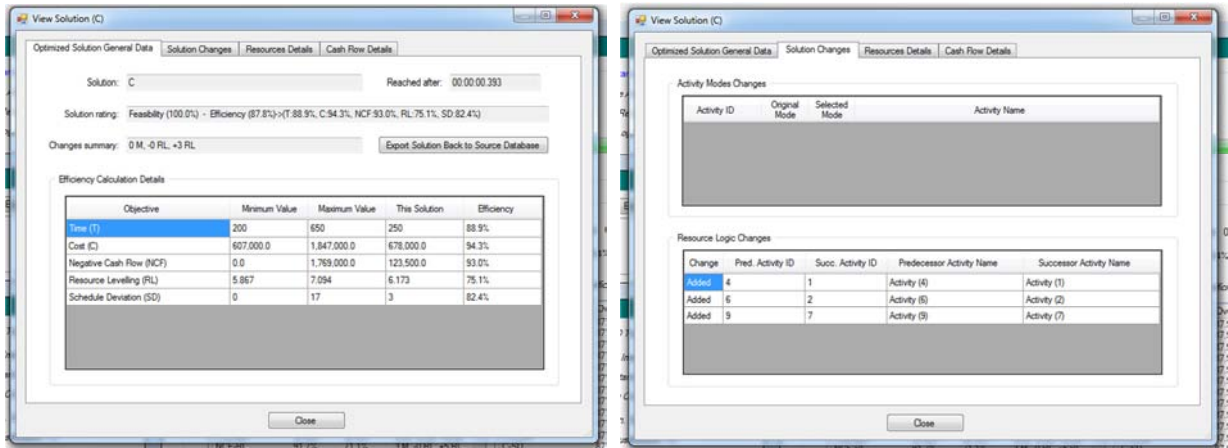 View Solution (C)
Optimized Solution General Data Solution Changes Resources Details Cash Flow Details
Solution: C Reached after: 00:00:00.393
Solution rating: Feasibility (100.0%) - Efficiency (87.8%)->(T:88.9%, C:94.3%, NCF:93.0%, RL:75.1%, SD:82.4%)
Changes summary: 0 M, -0 RL, +3 RL Export Solution Back to Source Database
Efficiency Calculation Details
Objective Minimum Value Maximum Value This Solution Efficiency
Time (T) 200 650 250 88.9%
Cost (C) 607,000.0 1,847,000.0 678,000.0 94.3%
Negative Cash Flow (NCF) 0.0 1,769,000.0 123,500.0 93.0%
Resource Levelling (RL) 5.867 7.094 6.173 75.1%
Schedule Deviation (SD) 0 17 3 82.4%
Close
View Solution (C)
Optimized Solution General Data Solution Changes Resources Details Cash Flow Details
Activity Modes Changes
Activity ID Original Mode Selected Mode Activity Name
Resource Logic Changes
Change Pred. Activity ID Succ. Activity ID Predecessor Activity Name Successor Activity Name
Added 4 1 Activity (4) Activity (1)
Added 6 2 Activity (6) Activity (2)
Added 9 7 Activity (9) Activity (7)
Close